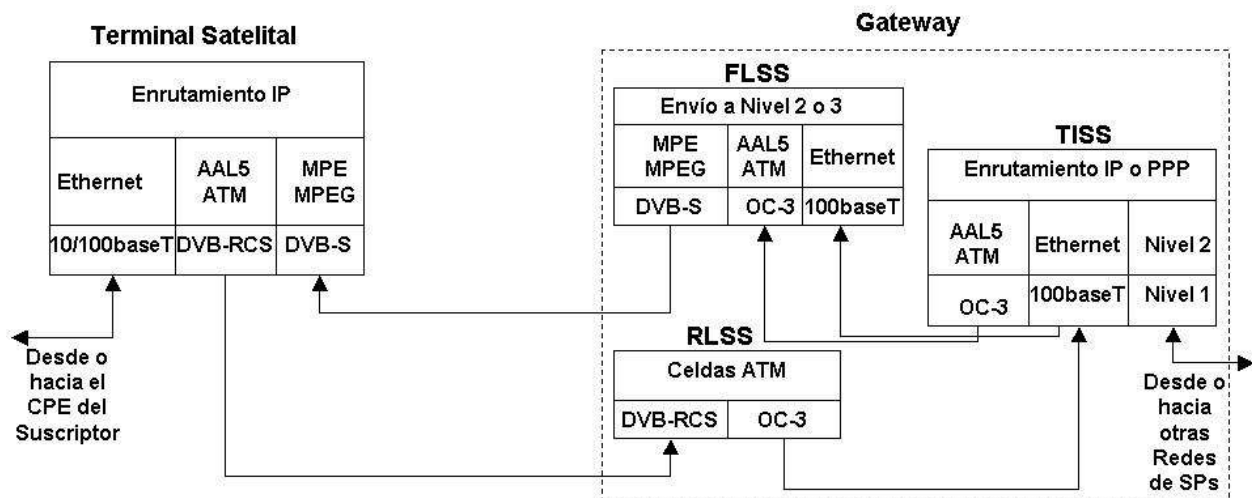 Terminal Satelital
Enrutamiento IP
Ethernet
AAL5
ATM
MPE
MPEG
10/100baseT
DVB-RCS
DVB-S
Desde o
hacia el
CPE del
Suscriptor
Gateway
FLSS
Envío a Nivel 2 o 3
MPE
MPEG
AAL5
ATM
Ethernet
DVB-S
OC-3
100baseT
TISS
Enrutamiento IP o PPP
AAL5
ATM
Ethernet
Nivel 2
OC-3
100baseT
Nivel 1
RLSS
Celdas ATM
DVB-RCS
OC-3
Desde o
hacia
otras
Redes
de SPs